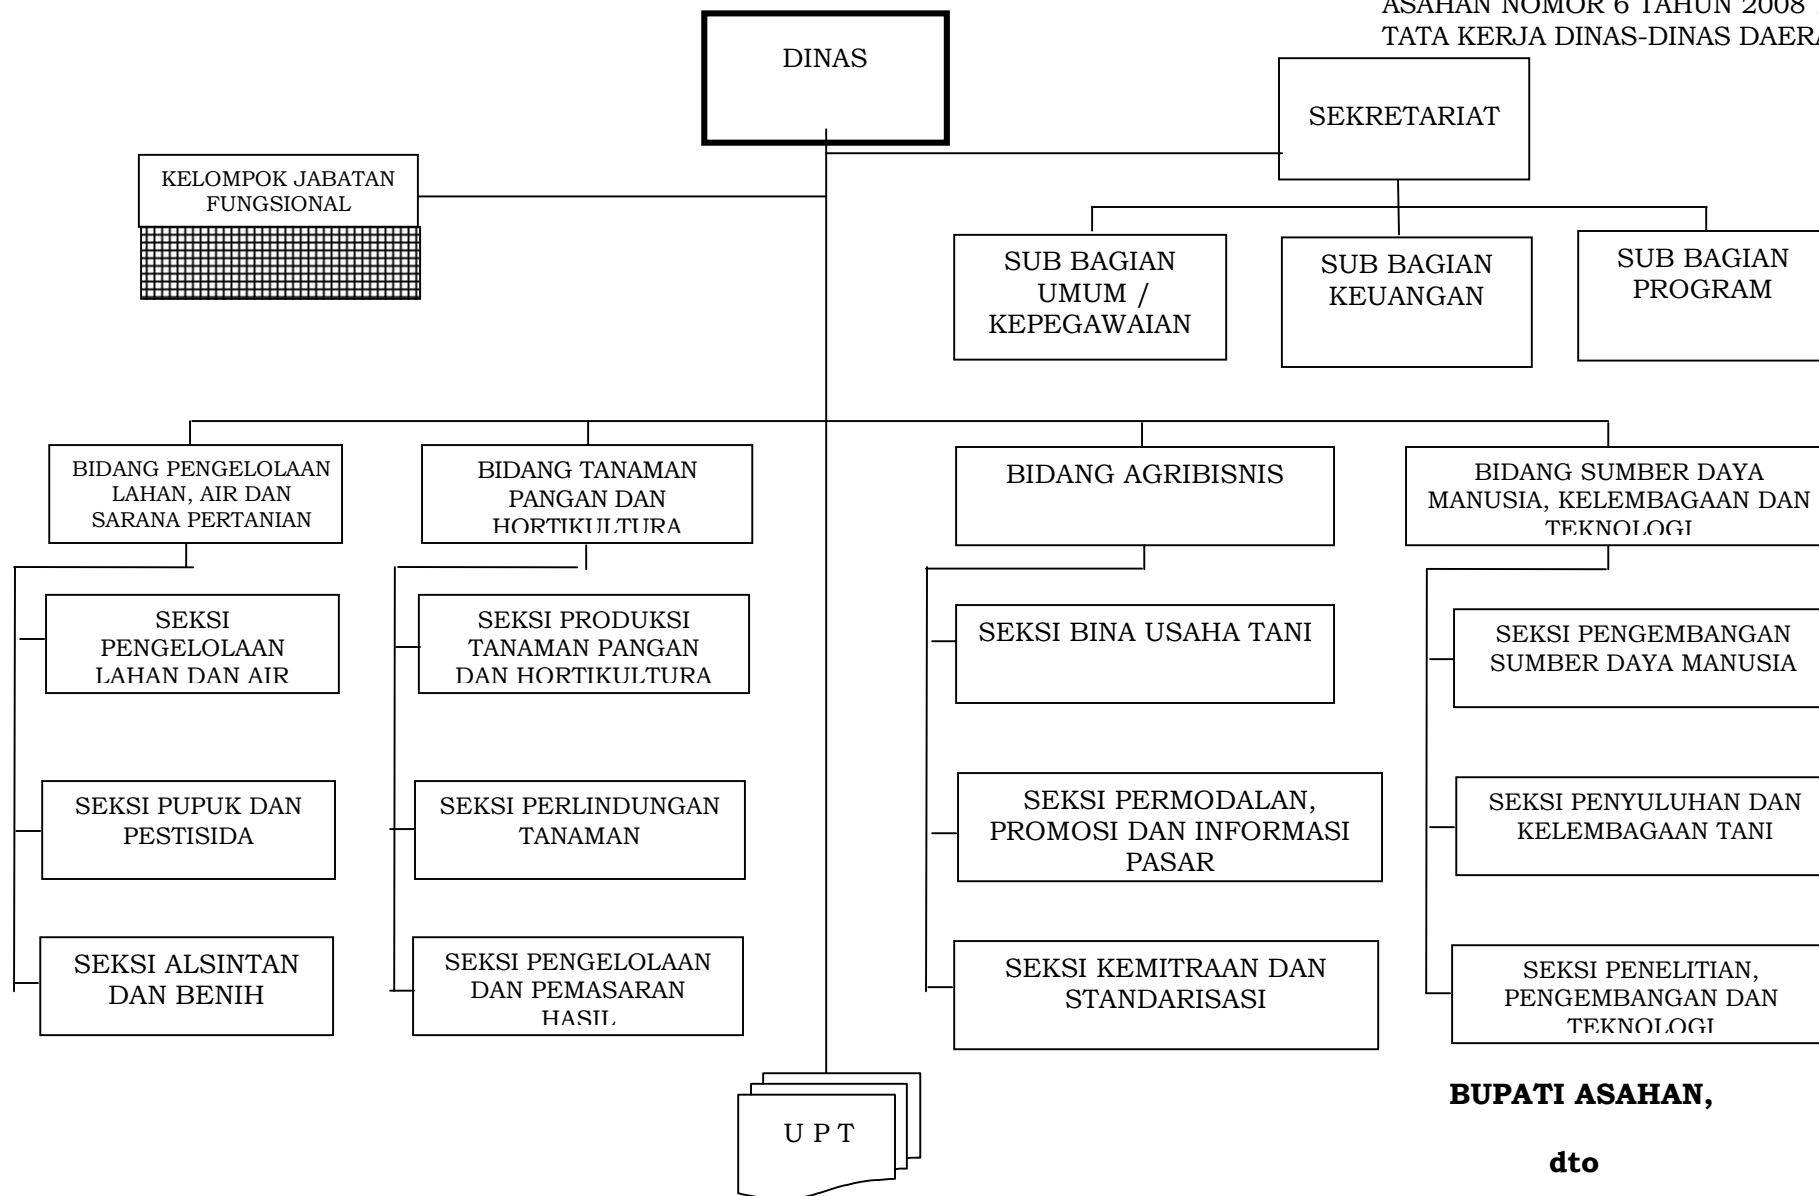 ASAHAN NOMOR 6 TAHUN 2008
TATA KERJA DINAS-DINAS
DINAS
SEKRETARIAT
KELOMPOK JABATAN
FUNGSIONAL
SUB BAGIAN
UMUM /
KEPEGAWAIAN
SUB BAGIAN
KEUANGAN
SUB BAGIAN
PROGRAM
BIDANG PENGELOLAAN
LAHAN, AIR DAN
SARANA PERTANIAN
BIDANG TANAMAN
PANGAN DAN
HORTIKULTURA
BIDANG AGRIBISNIS
BIDANG SUMBER DAYA
MANUSIA, KELEMBAGAAN DAN
TEKNOLOGI
SEKSI
PENGELOLAAN
LAHAN DAN AIR
SEKSI PRODUKSI
TANAMAN PANGAN
DAN HORTIKULTURA
SEKSI BINA USAHA TANI
SEKSI PENGEMBANGAN
SUMBER DAYA MANUSIA
SEKSI PUPUK DAN
PESTISIDA
SEKSI PERLINDUNGAN
TANAMAN
SEKSI PERMODALAN,
PROMOSI DAN INFORMASI
PASAR
SEKSI PENYULUHAN DAN
KELEMBAGAAN TANI
SEKSI ALSINTAN
DAN BENIH
SEKSI PENGELOLAAN
DAN PEMASARAN
HASIL
SEKSI KEMITRAAN DAN
STANDARISASI
SEKSI PENELITIAN,
PENGEMBANGAN DAN
TEKNOLOGI
U P T
BUPATI ASAHAN,
dto